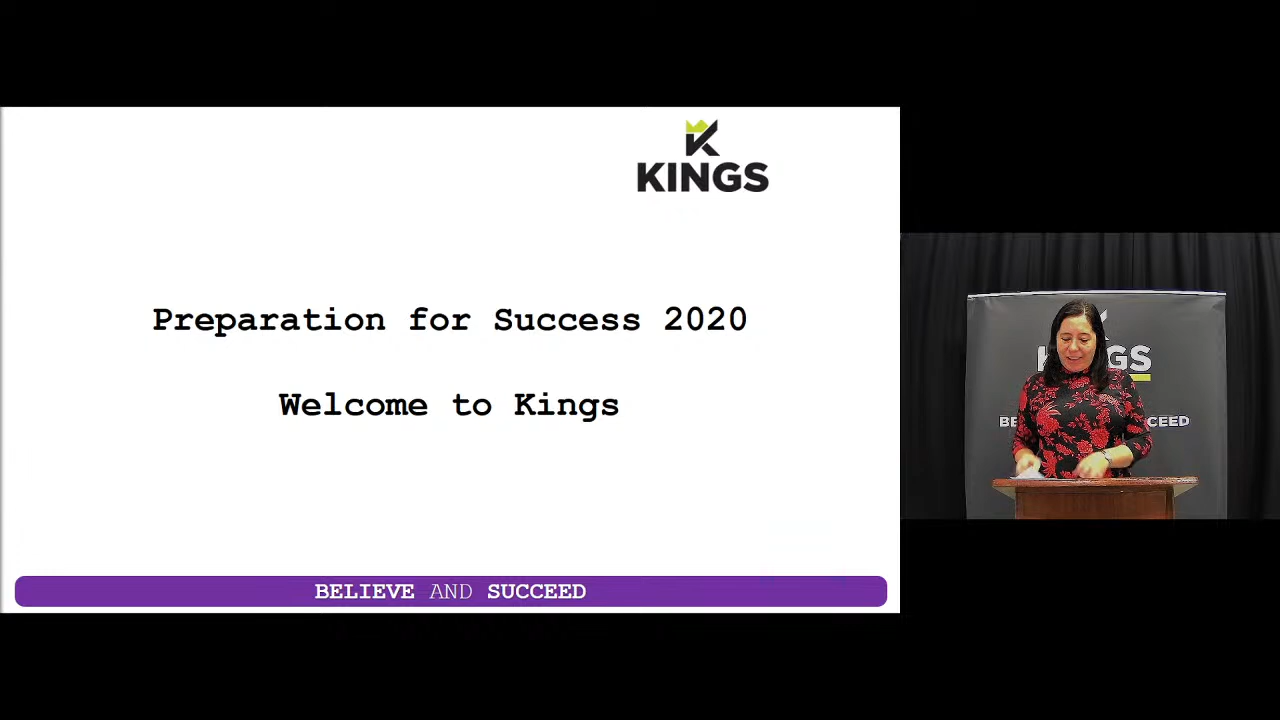 KINGS
Preparation for Success 2020
Welcome to Kings
BELIEVE AND SUCCEED